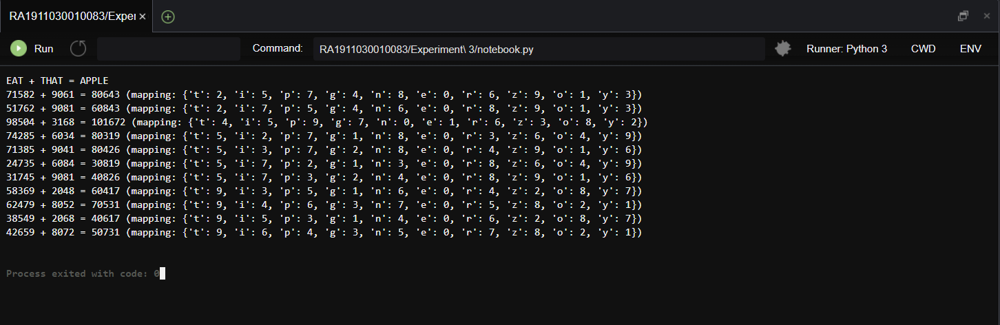 RA1911030010083/Exper
Run
Command:
RA1911030010083/Experiment\ 3/notebook.py
Runner: Python 3
CWD
ENV
EAT + THAT = APPLE
71582 + 9061 = 80643 (mapping: {'t': 2, 'i': 5, 'p': 7, 'g': 4, 'n': 8, 'e': 0, 'r': 6, 'z': 9, 'o': 1, 'y': 3})
51762 + 9081 = 60843 (mapping: {'t': 2, 'i': 7, 'p': 5, 'g': 4, 'n': 6, 'e': 0, 'r': 8, 'z': 9, 'o': 1, 'y': 3})
98504 + 3168 = 101672 (mapping: {'t': 4, 'i': 5, 'p': 9, 'g': 7, 'n': 0, 'e': 1, 'r': 6, 'z': 3, 'o': 8, 'y': 2})
74285 + 6034 = 80319 (mapping: {'t': 5, 'i': 2, 'p': 7, 'g': 1, 'n': 8, 'e': 0, 'r': 3, 'z': 6, 'o': 4, 'y': 9})
71385 + 9041 = 80426 (mapping: {'t': 5, 'i': 3, 'p': 7, 'g': 2, 'n': 8, 'e': 0, 'r': 4, 'z': 9, 'o': 1, 'y': 6})
24735 + 6084 = 30819 (mapping: {'t': 5, 'i': 7, 'p': 2, 'g': 1, 'n': 3, 'e': 0, 'r': 8, 'z': 6, 'o': 4, 'y': 9})
31745 + 9081 = 40826 (mapping: {'t': 5, 'i': 7, 'p': 3, 'g': 2, 'n': 4, 'e': 0, 'r': 8, 'z': 9, 'o': 1, 'y': 6})
58369 + 2048 = 60417 (mapping: {'t': 9, 'i': 3, 'p': 5, 'g': 1, 'n': 6, 'e': 0, 'r': 4, 'z': 2, 'o': 8, 'y': 7})
62479 + 8052 = 70531 (mapping: {'t': 9, 'i': 4, 'p': 6, 'g': 3, 'n': 7, 'e': 0, 'r': 5, 'z': 8, 'o': 2, 'y': 1})
38549 + 2068 = 40617 (mapping: {'t': 9, 'i': 5, 'p': 3, 'g': 1, 'n': 4, 'e': 0, 'r': 6, 'z': 2, 'o': 8, 'y': 7})
42659 + 8072 = 50731 (mapping: {'t': 9, 'i': 6, 'p': 4, 'g': 3, 'n': 5, 'e': 0, 'r': 7, 'z': 8, 'o': 2, 'y': 1})
Process exited with code: 0